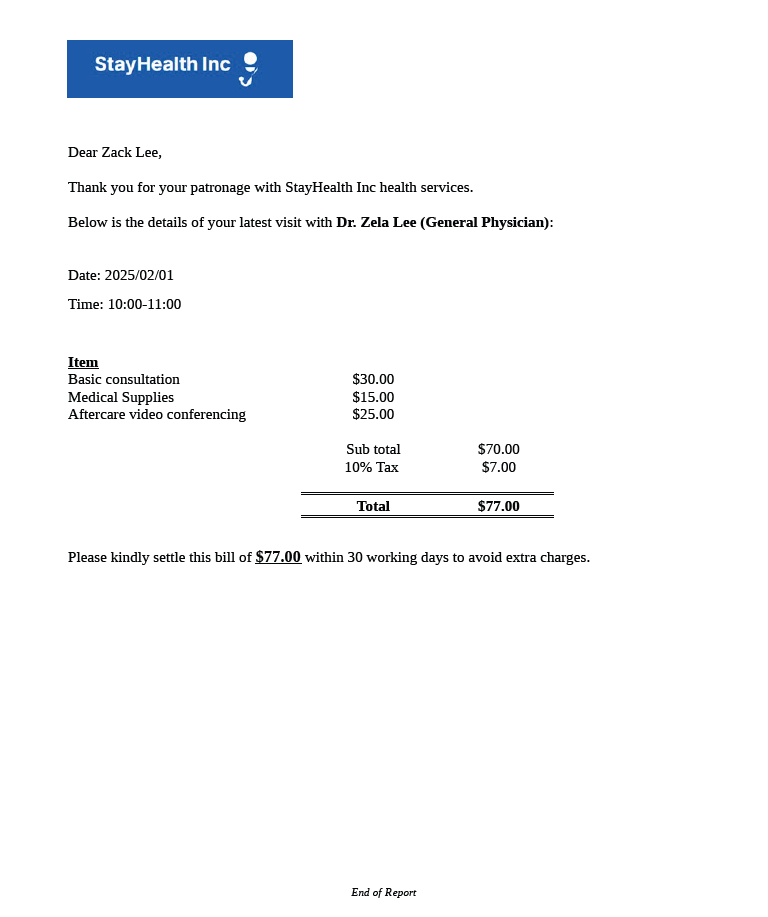 StayHealth Inc
Dear Zack Lee,
Thank you for your patronage with StayHealth Inc health services.
Below is the details of your latest visit with Dr. Zela Lee (General Physician):
Date: 2025/02/01
Time: 10:00-11:00
Item
Basic consultation $30.00
Medical Supplies $15.00
Aftercare video conferencing $25.00
Sub total $70.00
10% Tax $7.00
Total $77.00
Please kindly settle this bill of $77.00 within 30 working days to avoid extra charges.
End of Report